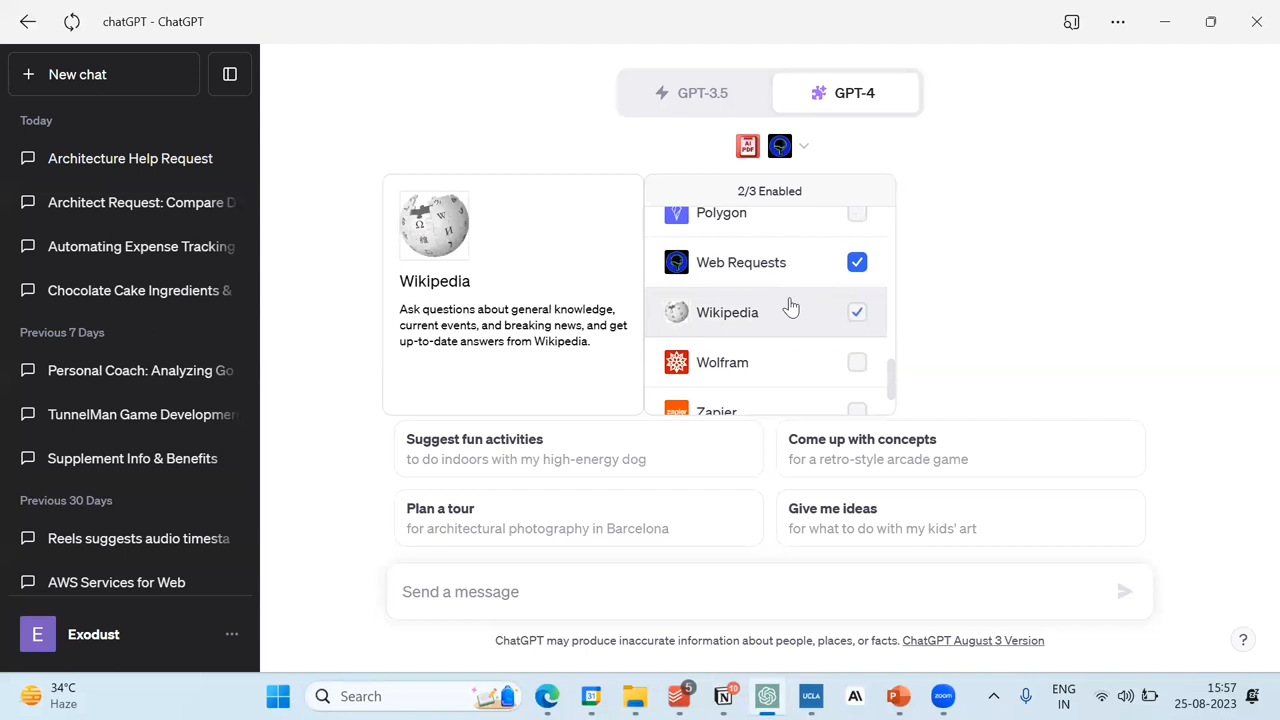 chatGPT - ChatGPT
New chat
Today
Architecture Help Request
Architect Request: Compare D
Automating Expense Tracking
Chocolate Cake Ingredients &
Previous 7 Days
Personal Coach: Analyzing Go
TunnelMan Game Developmen
Supplement Info & Benefits
Previous 30 Days
Reels suggests audio timesta
AWS Services for Web
E
Exodust
GPT-3.5
GPT-4
AI
PDF
2/3 Enabled
Polygon
Web Requests
Wikipedia
Wolfram
Zapier
Wikipedia
Ask questions about general knowledge,
current events, and breaking news, and get
up-to-date answers from Wikipedia.
Suggest fun activities
to do indoors with my high-energy dog
Come up with concepts
for a retro-style arcade game
Plan a tour
for architectural photography in Barcelona
Give me ideas
for what to do with my kids' art
Send a message
ChatGPT may produce inaccurate information about people, places, or facts. ChatGPT August 3 Version
?
34°C
Haze
Search
5
10
UCLA
zoom
ENG
IN
15:57
25-08-2023